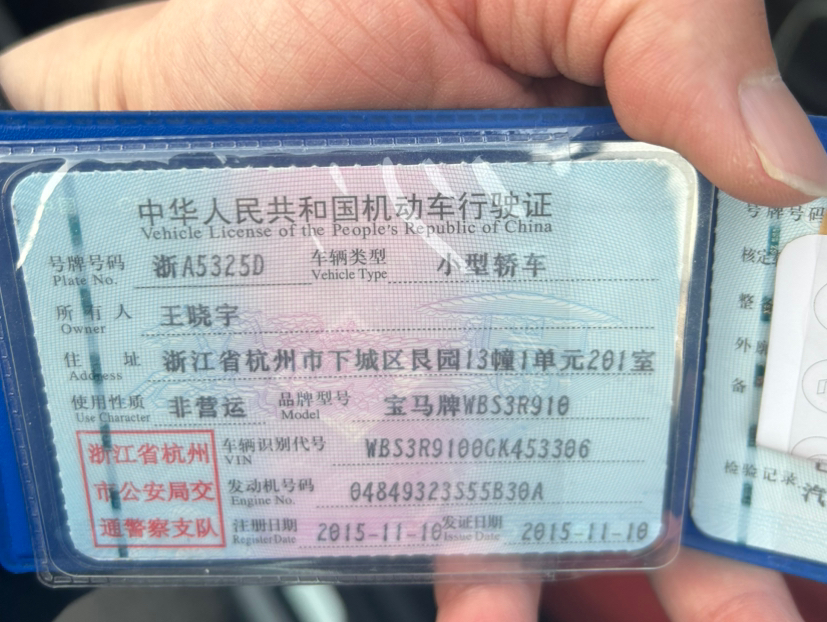 中华人民共和国机动车行驶证
Vehicle License of the People's Republic of China
号牌号码 浙A5325D 车辆类型 小型轿车
Plate No. Vehicle Type
所有人 王晓宇
Owner
住址 浙江省杭州市下城区艮园13幢1单元201室
Address
使用性质 非营运 品牌型号 宝马牌WBS3R910
Use Character Model
浙江省杭州
市公安局交
通警察支队
车辆识别代号 WBS3R9100GK453306
VIN
发动机号码 04849323S55B30A
Engine No.
注册日期 2015-11-10 发证日期 2015-11-10
Register Date Issue Date
号牌号码
核定
整备
外廓
备
检验记录
汽